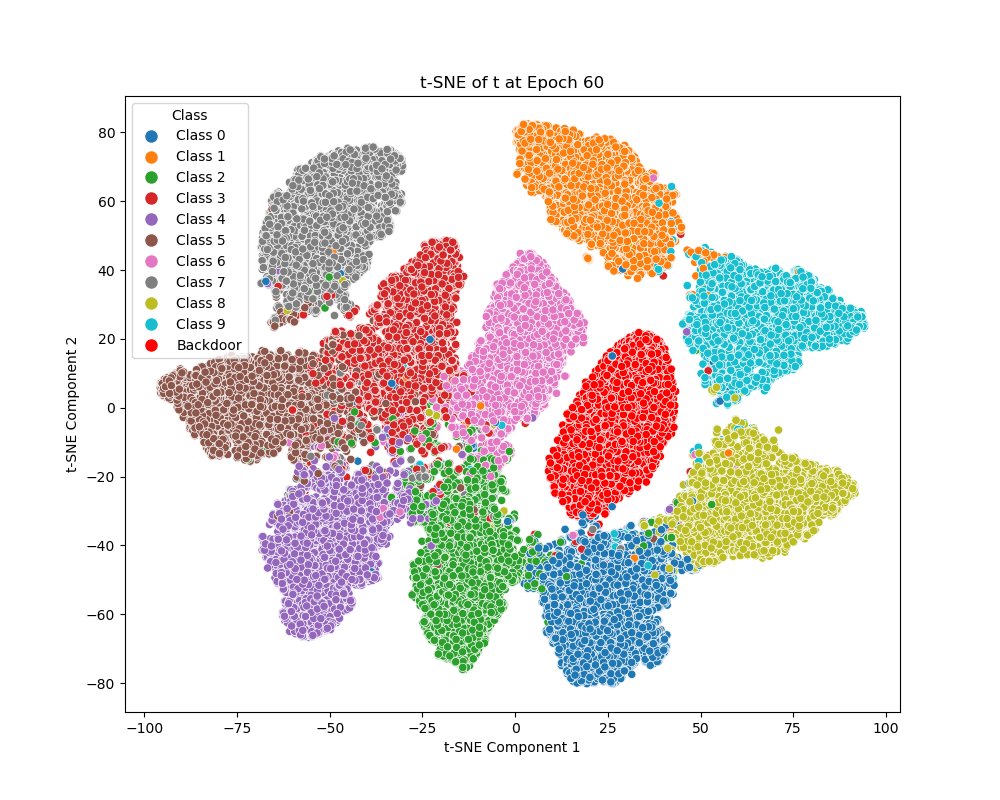 t-SNE of t at Epoch 60
Class
Class 0
Class 1
Class 2
Class 3
Class 4
Class 5
Class 6
Class 7
Class 8
Class 9
Backdoor
80
60
40
20
0
−20
−40
−60
−80
t-SNE Component 2
−100 −75 −50 −25 0 25 50 75 100
t-SNE Component 1